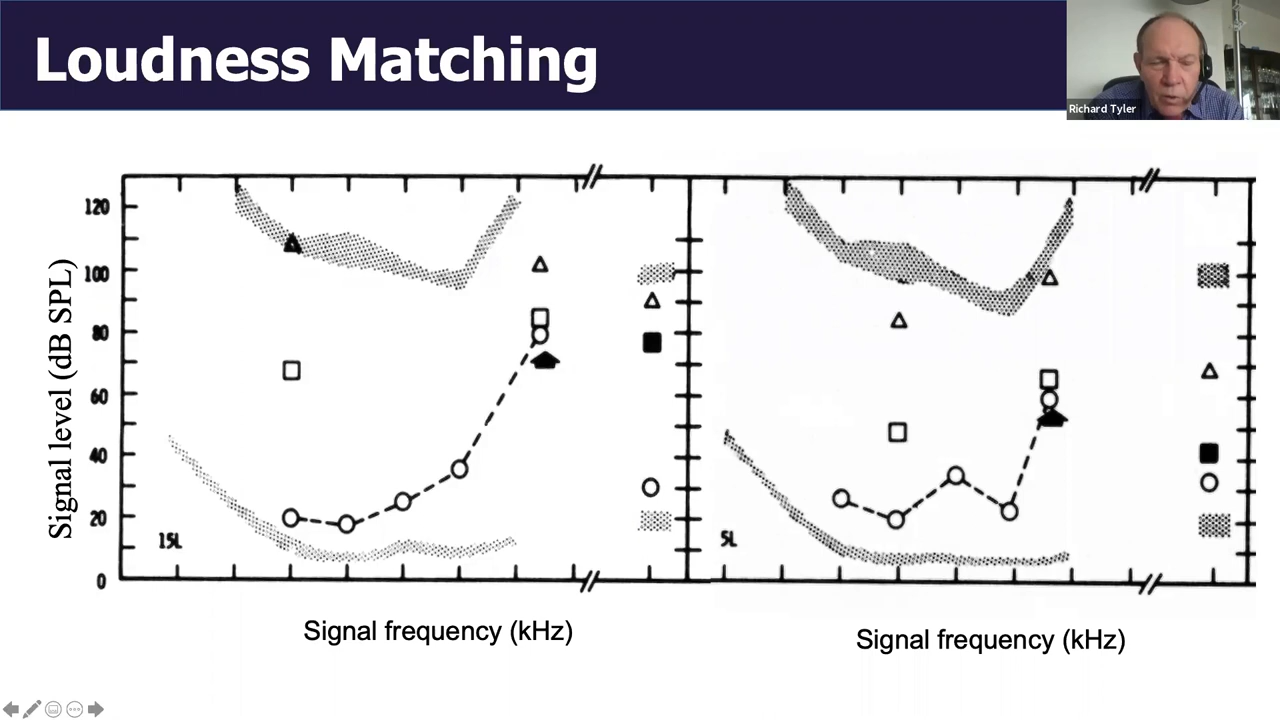 Loudness Matching
Richard Tyler
Signal level (dB SPL)
120
100
80
60
40
20
0
15L
5L
Signal frequency (kHz)
Signal frequency (kHz)